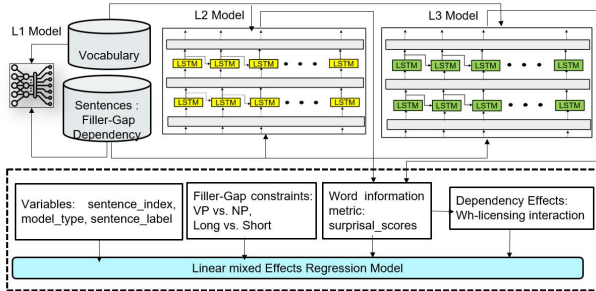 L1 Model
L2 Model
L3 Model
Vocabulary
Sentences :
Filler-Gap
Dependency
LSTM LSTM LSTM LSTM
LSTM LSTM LSTM LSTM
LSTM LSTM LSTM LSTM
LSTM LSTM LSTM LSTM
Variables: sentence_index,
model_type, sentence_label
Filler-Gap constraints:
VP vs. NP,
Long vs. Short
Word information
metric:
surprisal_scores
Dependency Effects:
Wh-licensing interaction
Linear mixed Effects Regression Model